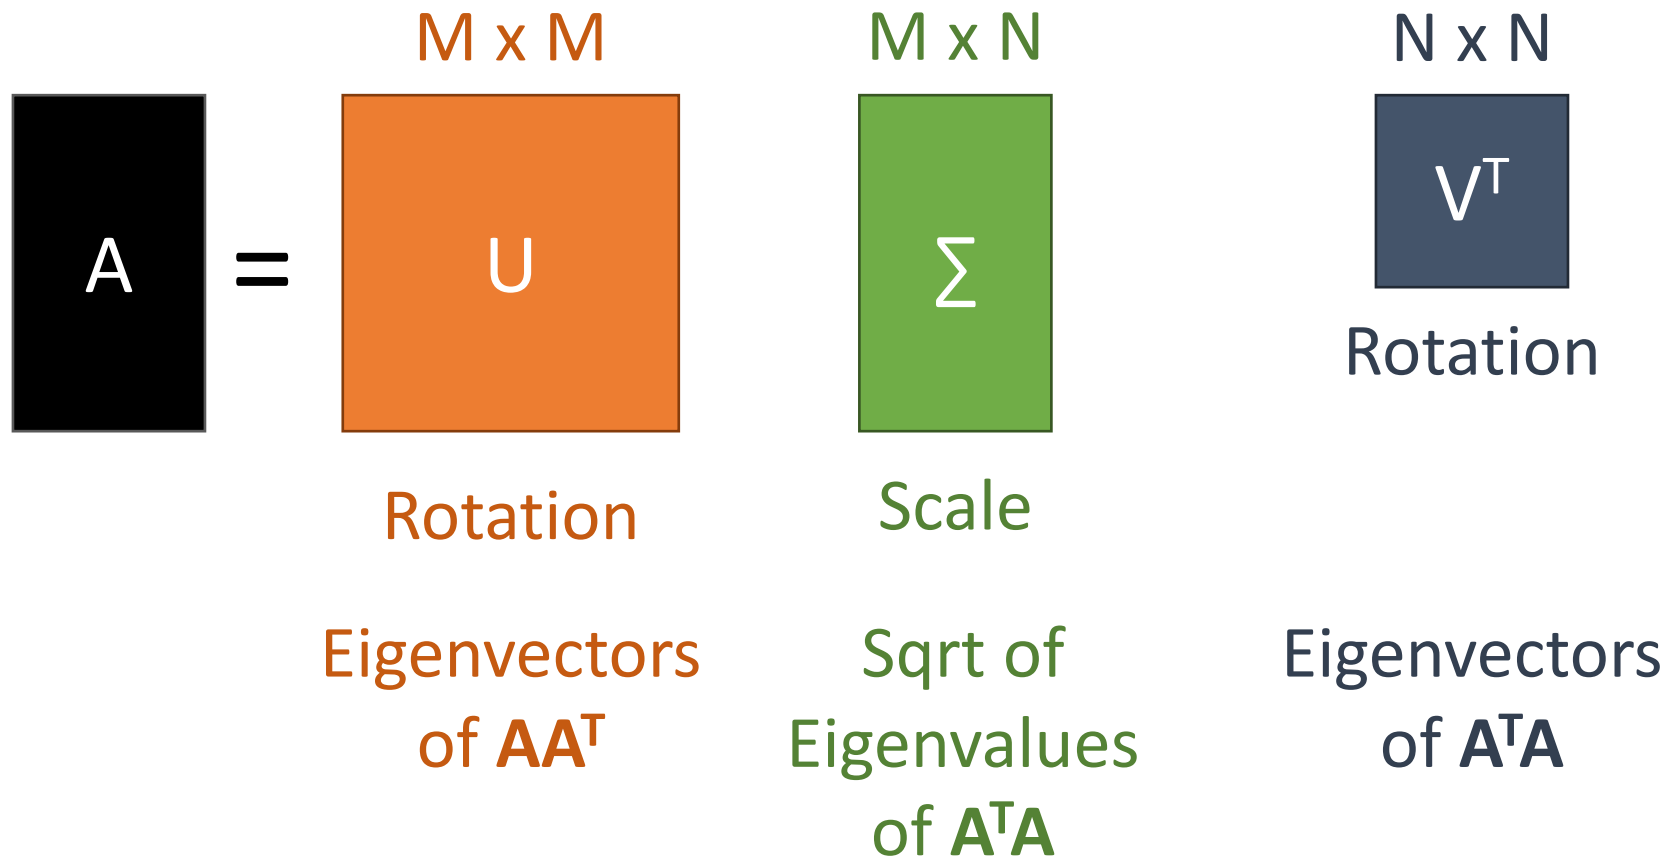 M x M
M x N
N x N
A
=
U
∑
Vᵀ
Rotation
Scale
Rotation
Eigenvectors
of AAᵀ
Sqrt of
Eigenvalues
of AᵀA
Eigenvectors
of AᵀA